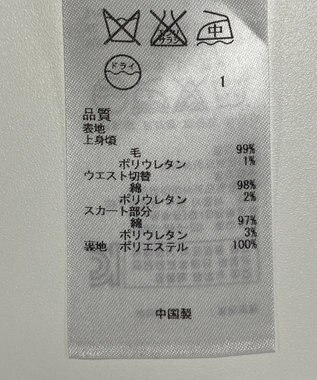 中
ドライ
1
品質
表地
上身頃
毛 99%
ポリウレタン 1%
ウエスト切替
綿 98%
ポリウレタン 2%
スカート部分
綿 97%
ポリウレタン 3%
裏地 ポリエステル 100%
中国製